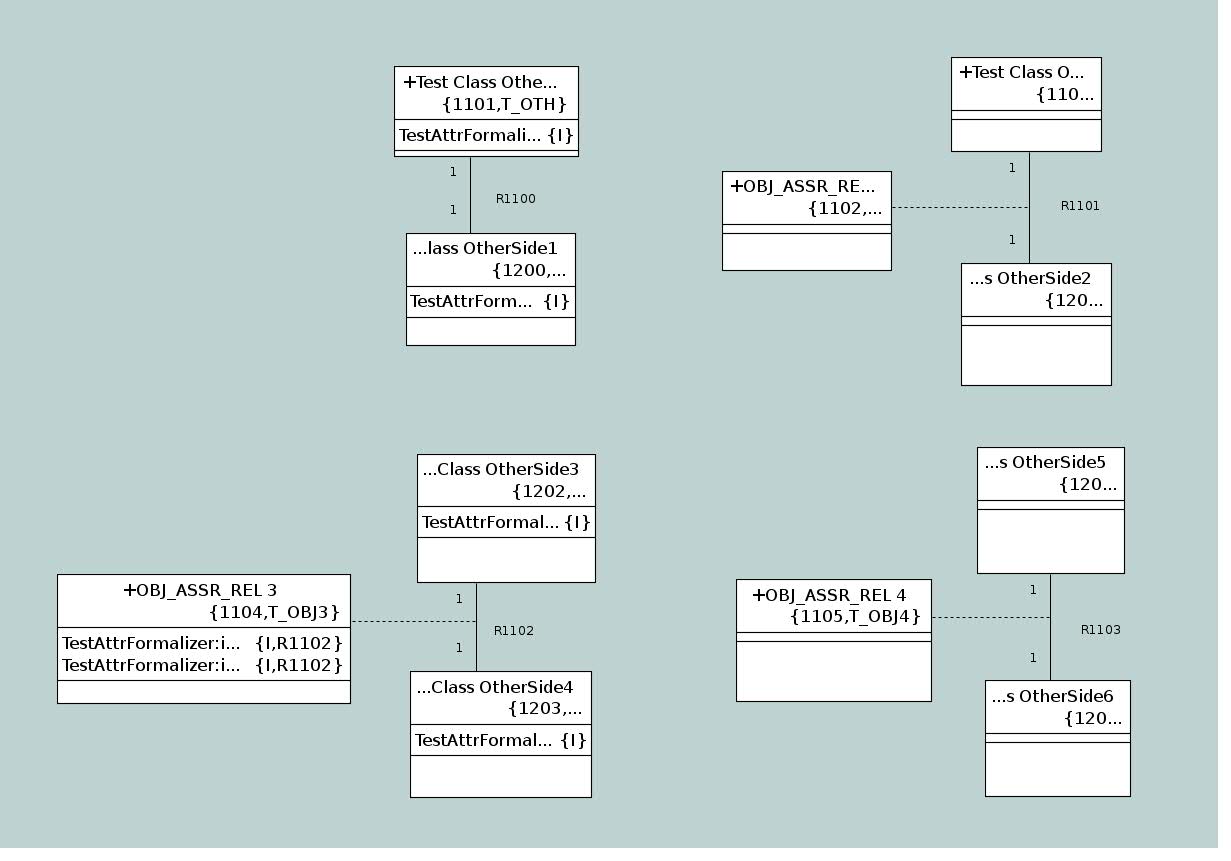 +Test Class Othe...
{1101,T_OTH}
TestAttrFormali... {I}
1
R1100
1
...lass OtherSide1
{1200,...
TestAttrForm... {I}
+Test Class O...
{110...
+OBJ_ASSR_RE...
{1102,...
1
R1101
1
...s OtherSide2
{120...
...Class OtherSide3
{1202,...
TestAttrFormal... {I}
+OBJ_ASSR_REL 3
{1104,T_OBJ3}
TestAttrFormalizer:i... {I,R1102}
TestAttrFormalizer:i... {I,R1102}
1
R1102
1
...Class OtherSide4
{1203,...
TestAttrFormal... {I}
...s OtherSide5
{120...
+OBJ_ASSR_REL 4
{1105,T_OBJ4}
1
R1103
1
...s OtherSide6
{120...